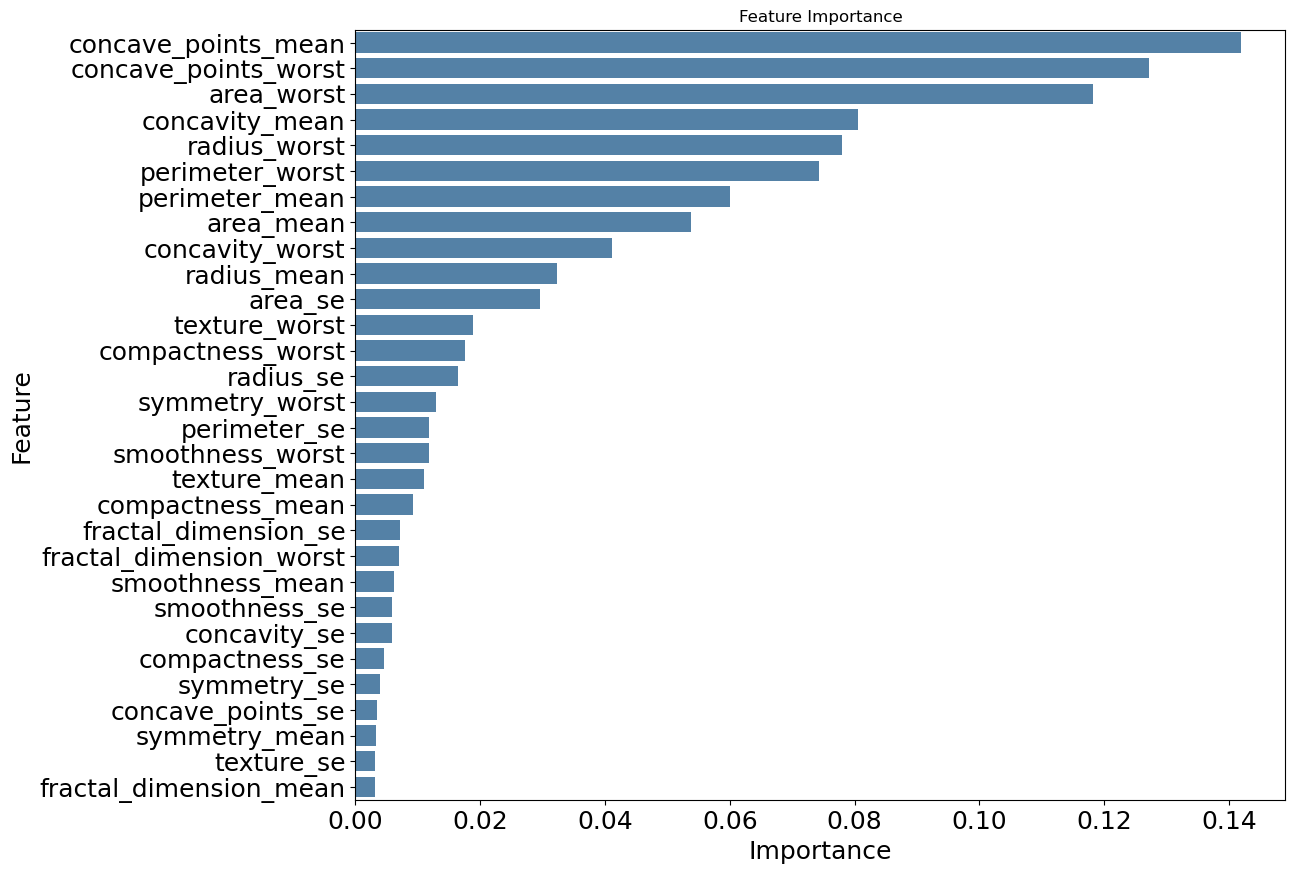 Feature Importance
concave_points_mean
concave_points_worst
area_worst
concavity_mean
radius_worst
perimeter_worst
perimeter_mean
area_mean
concavity_worst
radius_mean
area_se
texture_worst
compactness_worst
radius_se
symmetry_worst
perimeter_se
smoothness_worst
texture_mean
compactness_mean
fractal_dimension_se
fractal_dimension_worst
smoothness_mean
smoothness_se
concavity_se
compactness_se
symmetry_se
concave_points_se
symmetry_mean
texture_se
fractal_dimension_mean
Feature
0.00 0.02 0.04 0.06 0.08 0.10 0.12 0.14
Importance